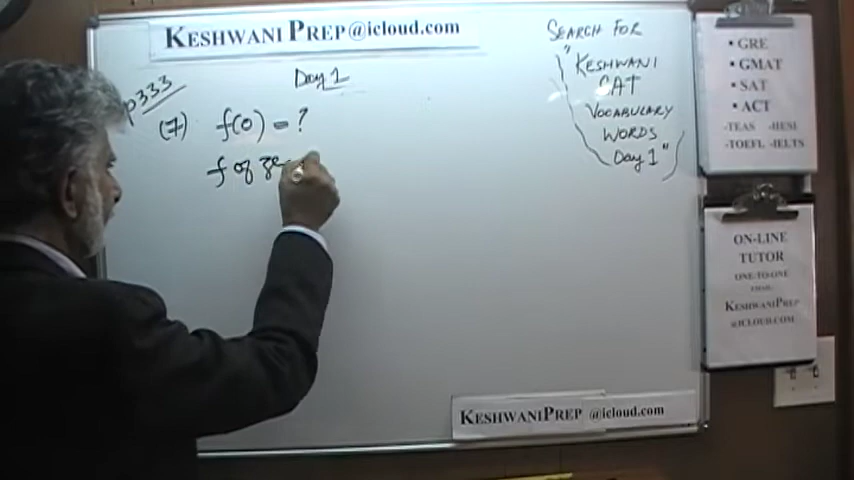 KESHWANI PREP@icloud.com
Day 1
p333
(7) f(0) = ?
f of
SEARCH FOR
"KESHWANI
CAT
VOCABULARY
WORDS
Day 1"
• GRE
• GMAT
• SAT
• ACT
-TEAS -HESI
-TOEFL -IELTS
ON-LINE
TUTOR
ONE-TO-ONE
EMAIL:
KESHWANIPREP
@ICLOUD.COM
KESHWANIPREP @icloud.com